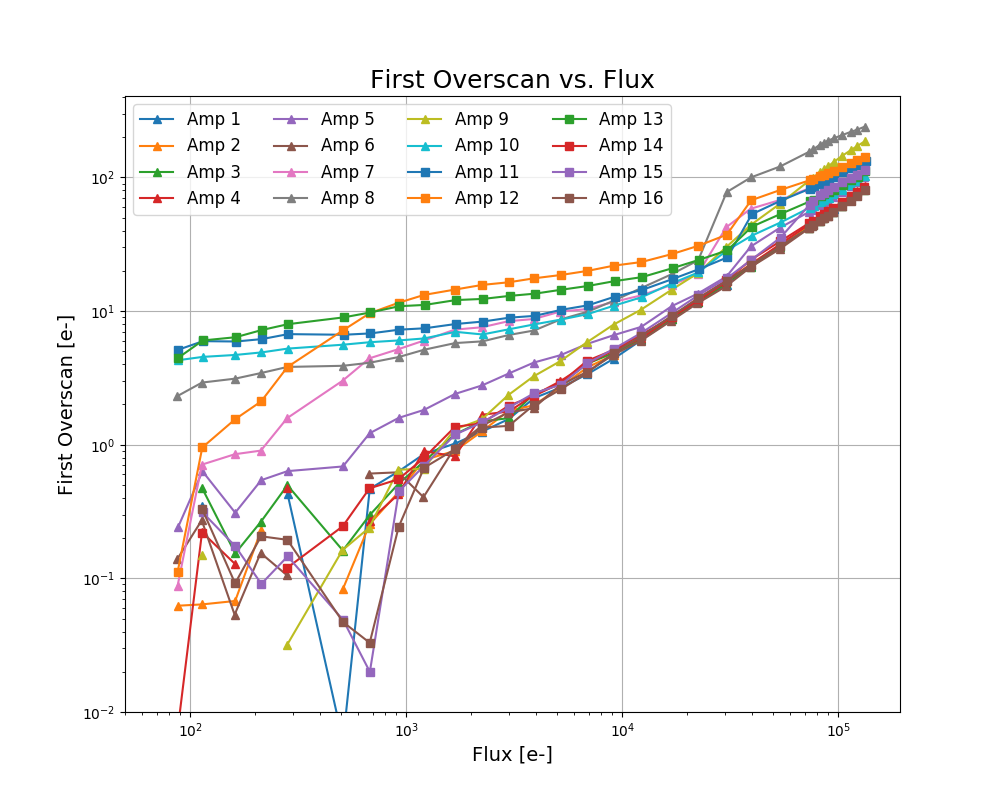 First Overscan vs. Flux
Amp 1 Amp 5 Amp 9 Amp 13
Amp 2 Amp 6 Amp 10 Amp 14
Amp 3 Amp 7 Amp 11 Amp 15
Amp 4 Amp 8 Amp 12 Amp 16
10²
10¹
10⁰
10⁻¹
10⁻²
First Overscan [e-]
10² 10³ 10⁴ 10⁵
Flux [e-]